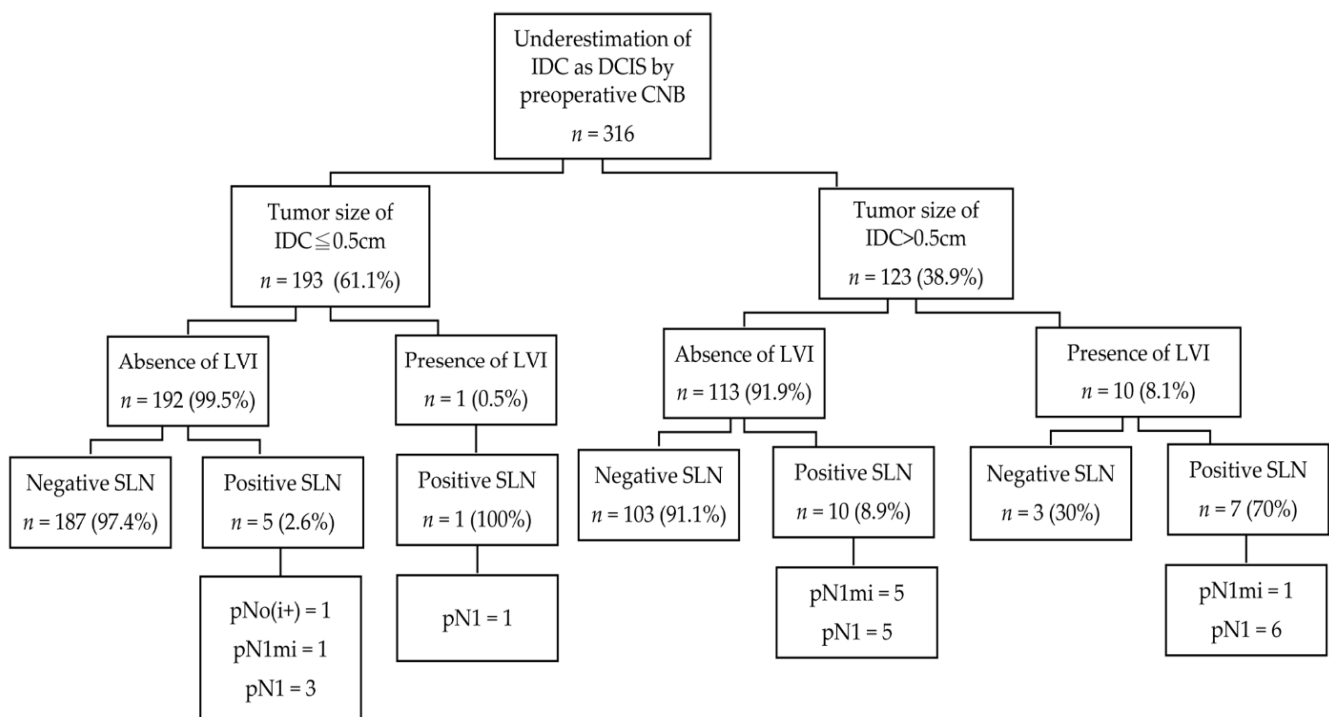 Underestimation of
IDC as DCIS by
preoperative CNB
n = 316
Tumor size of
IDC≦0.5cm
n = 193 (61.1%)
Tumor size of
IDC>0.5cm
n = 123 (38.9%)
Absence of LVI
n = 192 (99.5%)
Presence of LVI
n = 1 (0.5%)
Absence of LVI
n = 113 (91.9%)
Presence of LVI
n = 10 (8.1%)
Negative SLN
n = 187 (97.4%)
Positive SLN
n = 5 (2.6%)
Positive SLN
n = 1 (100%)
Negative SLN
n = 103 (91.1%)
Positive SLN
n = 10 (8.9%)
Negative SLN
n = 3 (30%)
Positive SLN
n = 7 (70%)
pNo(i+) = 1
pN1mi = 1
pN1 = 3
pN1 = 1
pN1mi = 5
pN1 = 5
pN1mi = 1
pN1 = 6